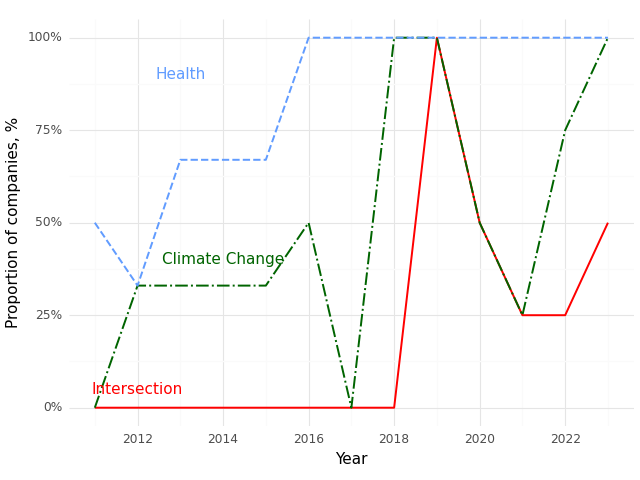 100%
75%
50%
25%
0%
Proportion of companies, %
Health
Climate Change
Intersection
2012
2014
2016
2018
2020
2022
Year